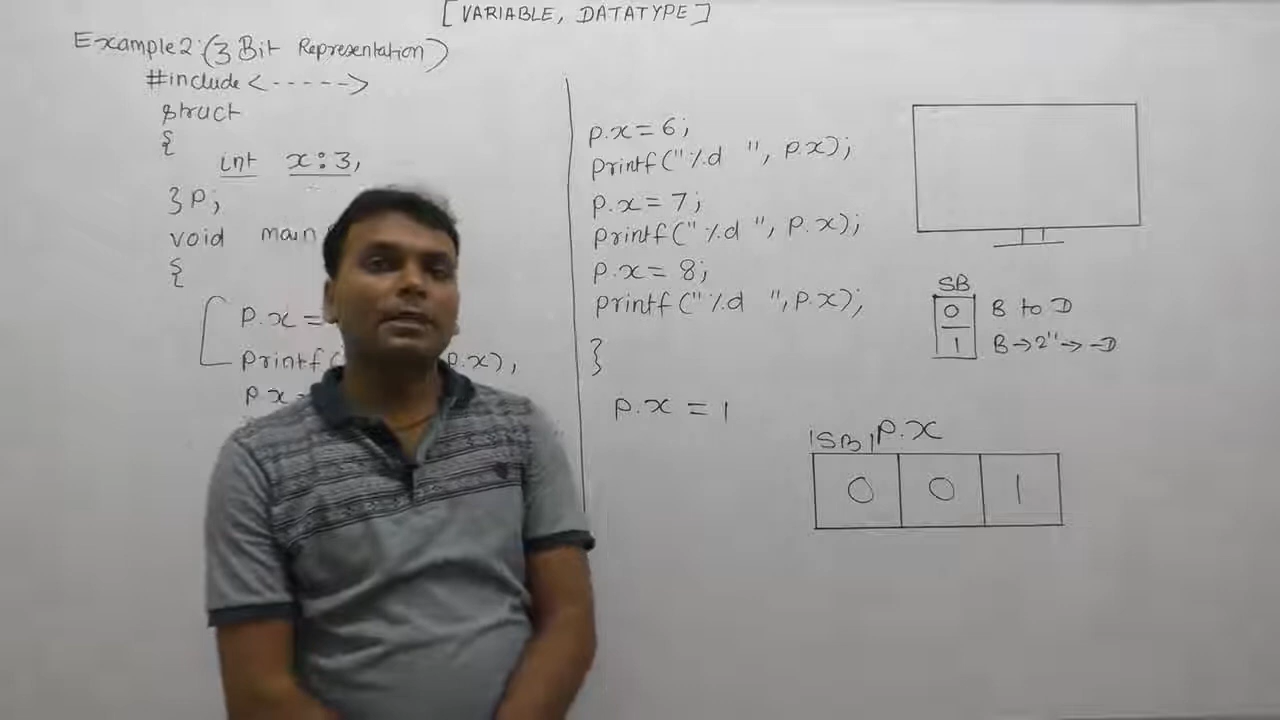 [VARIABLE, DATATYPE]
Example2:(3 Bit Representation)
#include<----->
struct
{
int x:3,
}P;
void main
{
P.x =
printf( P.x),
P.x=
P.x=6;
printf("%d ", P.x);
P.x=7;
printf("%d ", P.x);
P.x=8;
printf("%d ",P.x);
}
P.x=1
SB
0 B to D
1 B→2"→-D
SB P.x
0 0 1